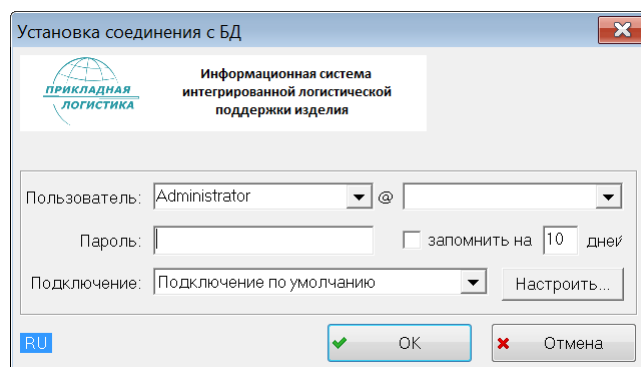 Установка соединения с БД
ПРИКЛАДНАЯ
ЛОГИСТИКА
Информационная система
интегрированной логистической
поддержки изделия
Пользователь: Administrator @
Пароль: запомнить на 10 дней
Подключение: Подключение по умолчанию Настроить...
RU OK Отмена